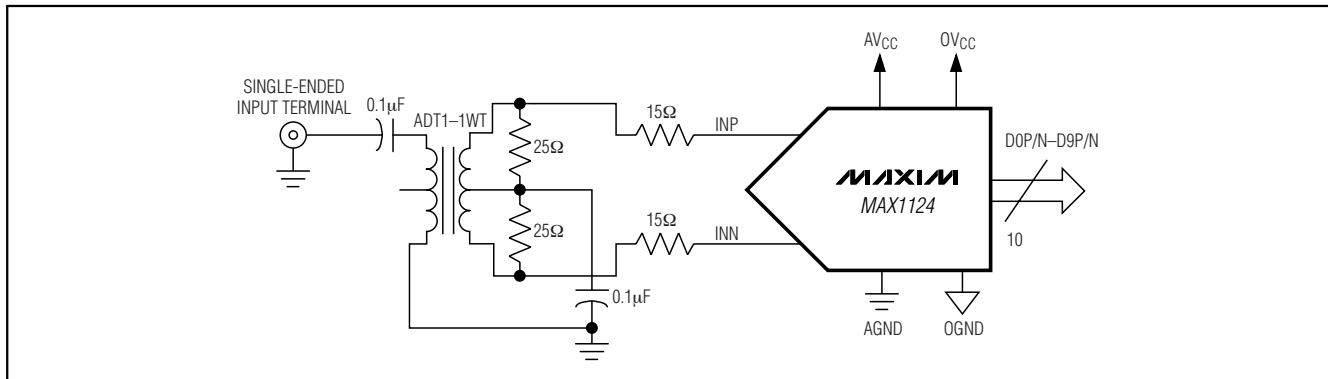 SINGLE-ENDED
INPUT TERMINAL
0.1µF
ADT1–1WT
25Ω
25Ω
0.1µF
15Ω
INP
15Ω
INN
AVCC
OVCC
MAXIM
MAX1124
D0P/N–D9P/N
10
AGND
OGND